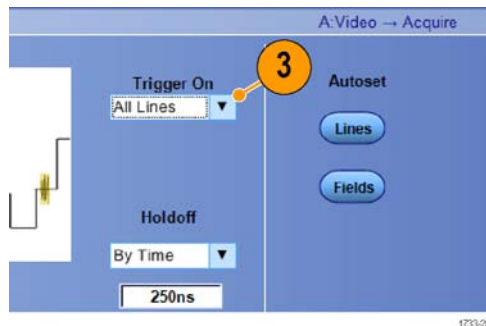 A:Video → Acquire
3
Trigger On
Autoset
All Lines
Lines
Fields
Holdoff
By Time
250ns